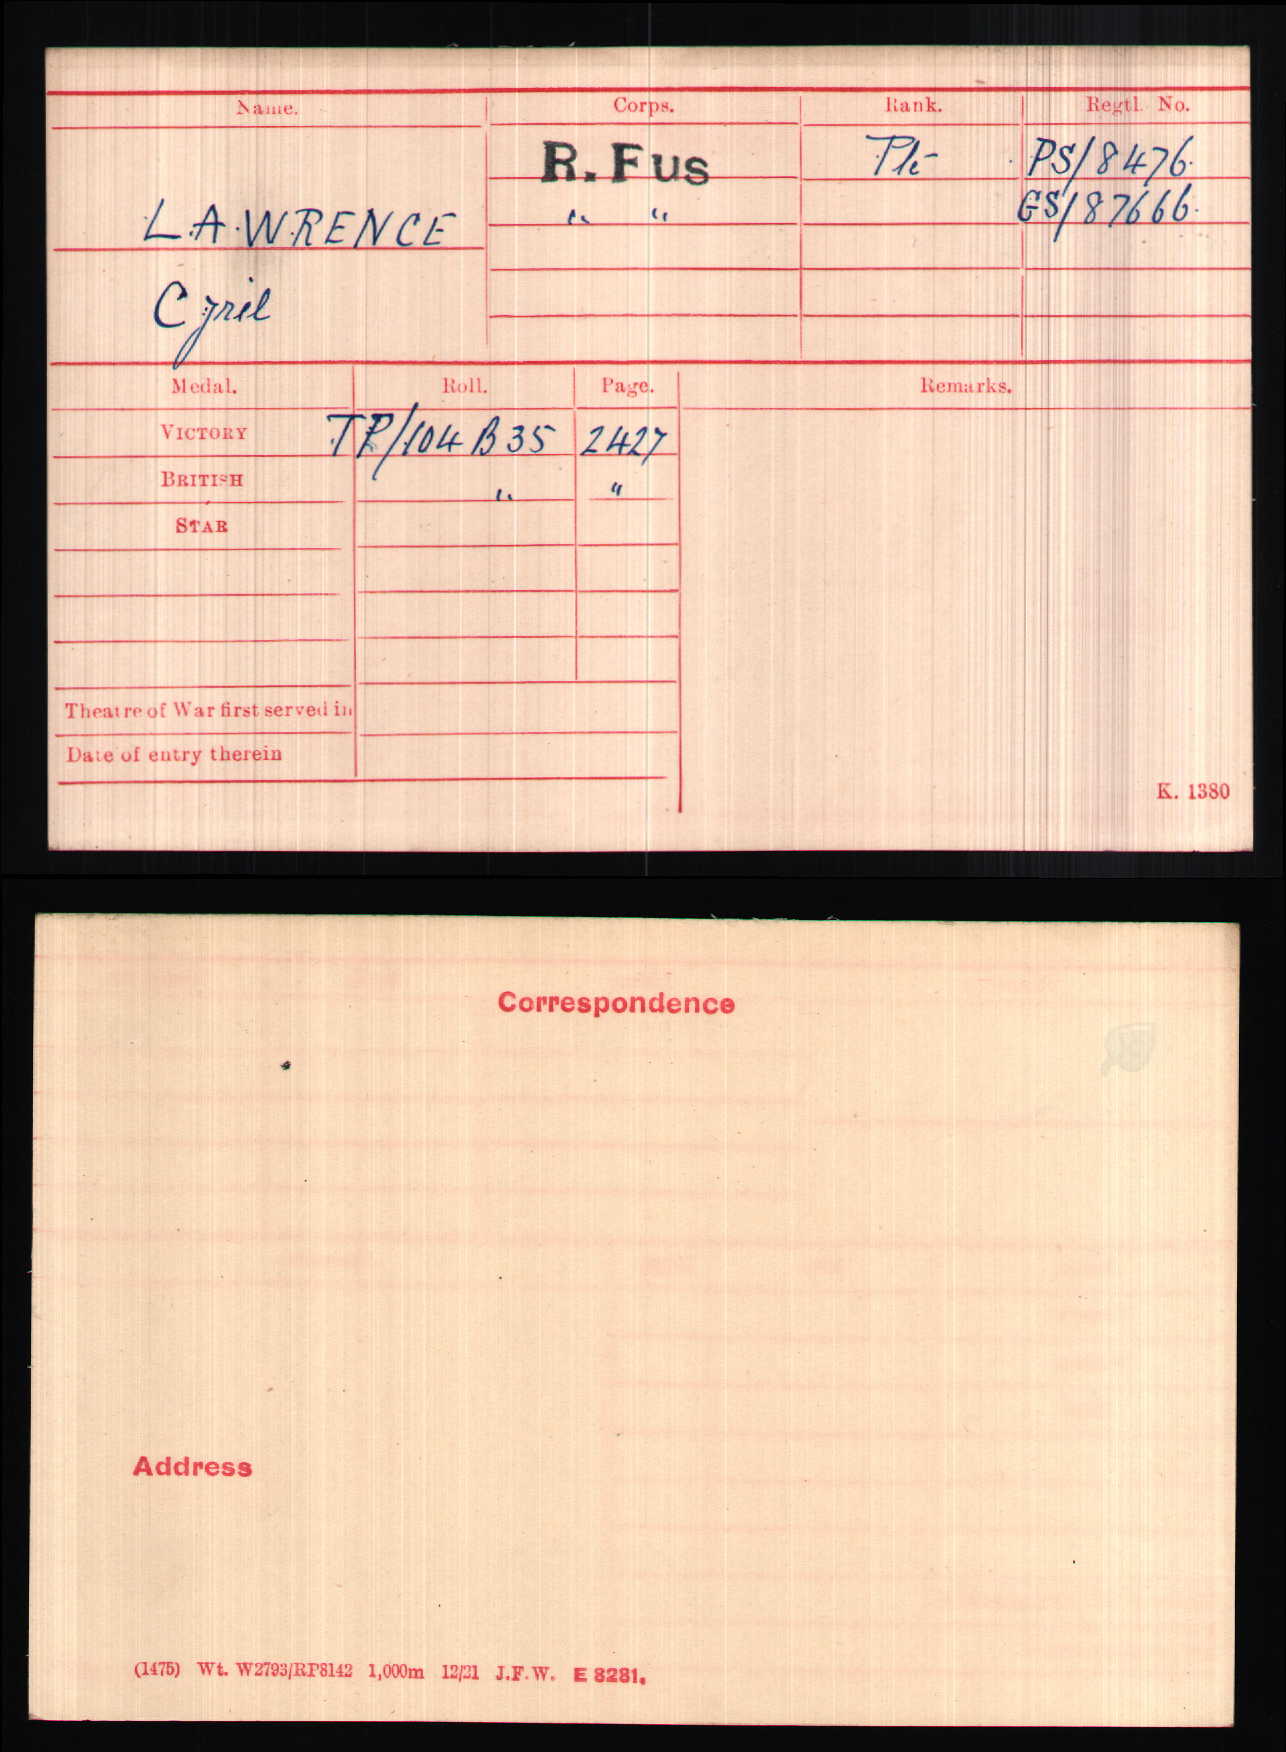 Name. Corps. Rank. Regtl. No.
R. Fus Pte PS/8476.
LAWRENCE " " GS/87666.
Cyril
Medal. Roll. Page. Remarks.
VICTORY TP/104 B35 2427
BRITISH " "
STAR
Theatre of War first served in
Date of entry therein
K. 1380
Correspondence
Address
(1475) Wt. W2793/RP8142 1,000m 12/21 J.F.W. E 8281.